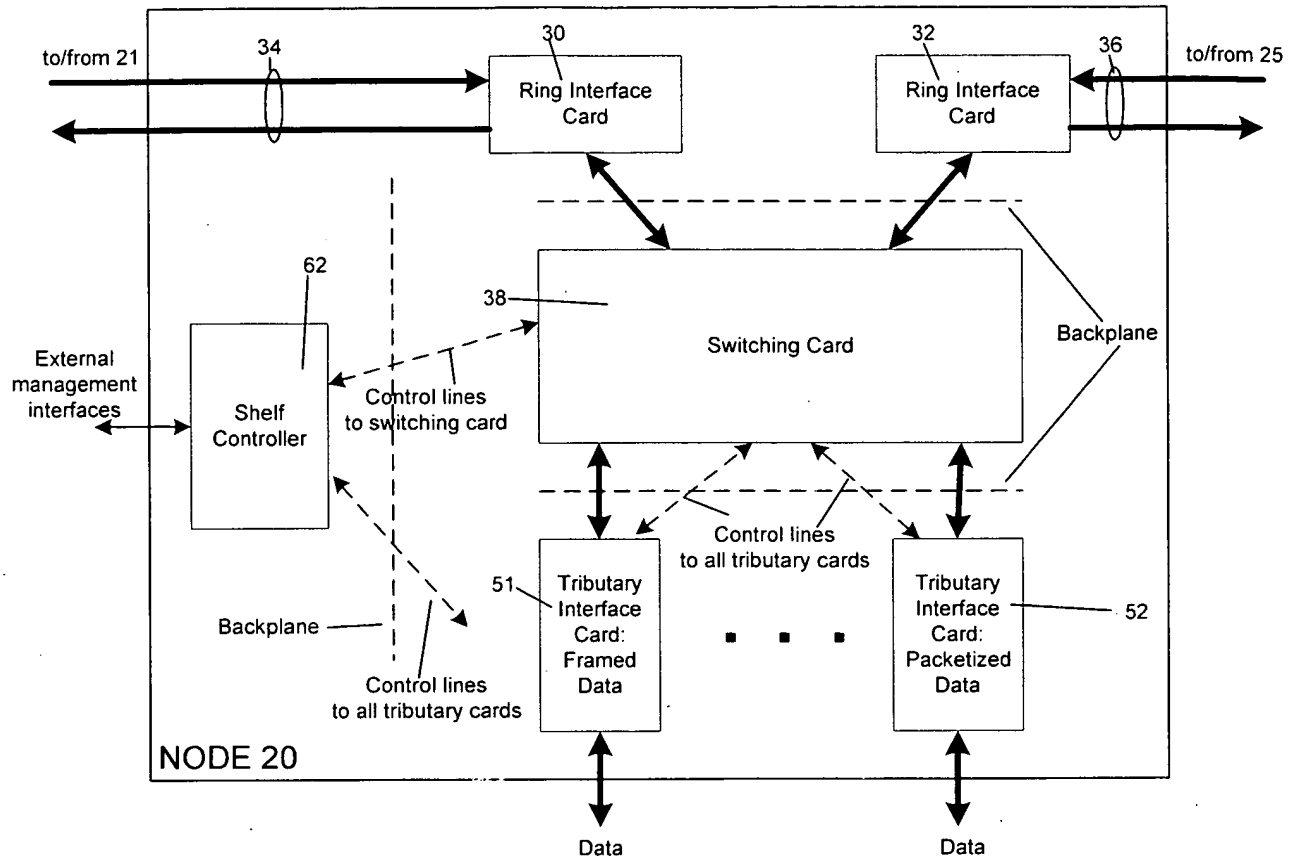 to/from 21
34
30
32
36
to/from 25
Ring Interface
Card
Ring Interface
Card
62
38
Switching Card
Backplane
External
management
interfaces
Shelf
Controller
Control lines
to switching card
Control lines
to all tributary cards
51
Tributary
Interface
Card:
Framed
Data
Tributary
Interface
Card:
Packetized
Data
52
Backplane
Control lines
to all tributary cards
NODE 20
Data
Data